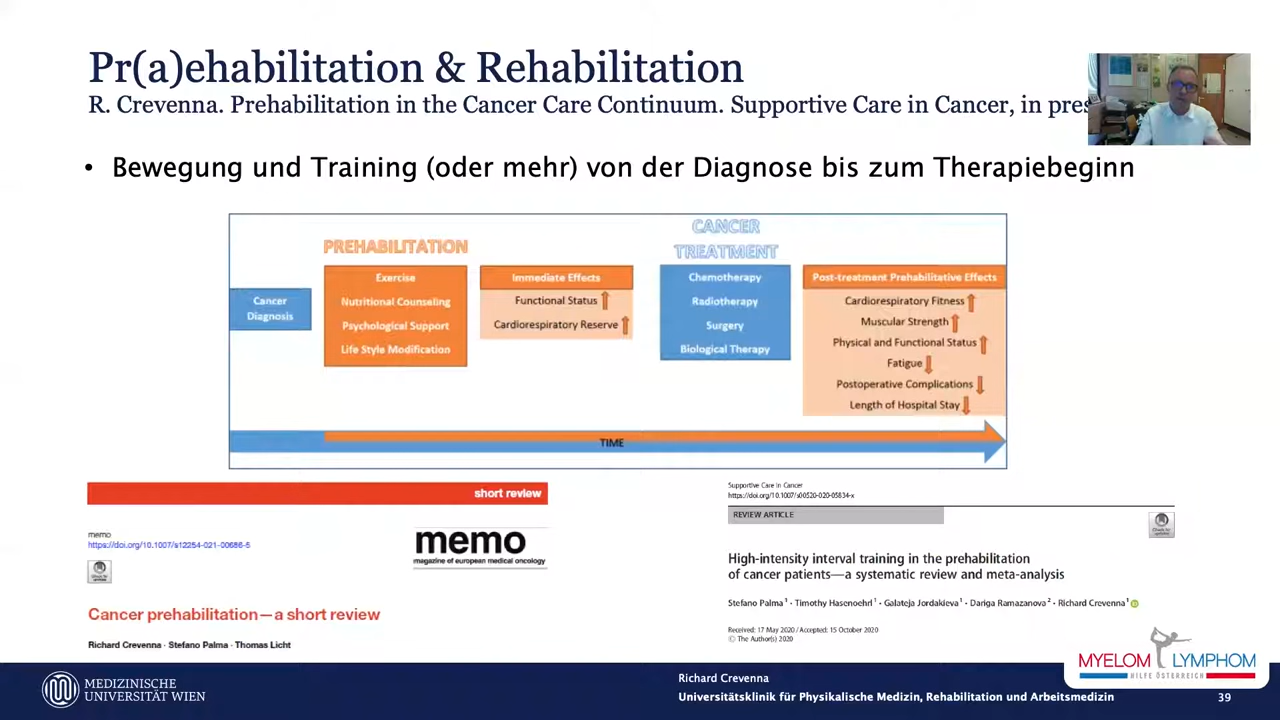 Pr(a)ehabilitation & Rehabilitation
R. Crevenna. Prehabilitation in the Cancer Care Continuum. Supportive Care in Cancer, in pres
• Bewegung und Training (oder mehr) von der Diagnose bis zum Therapiebeginn
Cancer
Diagnosis
PREHABILITATION
Exercise
Nutritional Counseling
Psychological Support
Life Style Modification
Immediate Effects
Functional Status
Cardiorespiratory Reserve
CANCER
TREATMENT
Chemotherapy
Radiotherapy
Surgery
Biological Therapy
Post-treatment Prehabilitative Effects
Cardiorespiratory Fitness
Muscular Strength
Physical and Functional Status
Fatigue
Postoperative Complications
Length of Hospital Stay
TIME
short review
memo
https://doi.org/10.1007/s12254-021-00686-5
memo
magazine of european medical oncology
Check for
updates
Cancer prehabilitation—a short review
Richard Crevenna · Stefano Palma · Thomas Licht
Supportive Care in Cancer
https://doi.org/10.1007/s00520-020-05834-x
REVIEW ARTICLE
Check for
updates
High-intensity interval training in the prehabilitation
of cancer patients—a systematic review and meta-analysis
Stefano Palma1 · Timothy Hasenoehrl1 · Galateja Jordakieva1 · Dariga Ramazanova2 · Richard Crevenna1
Received: 17 May 2020 / Accepted: 15 October 2020
© The Author(s) 2020
MYELOM LYMPHOM
HILFE ÖSTERREICH
MEDIZINISCHE
UNIVERSITÄT WIEN
Richard Crevenna
Universitätsklinik für Physikalische Medizin, Rehabilitation und Arbeitsmedizin
39